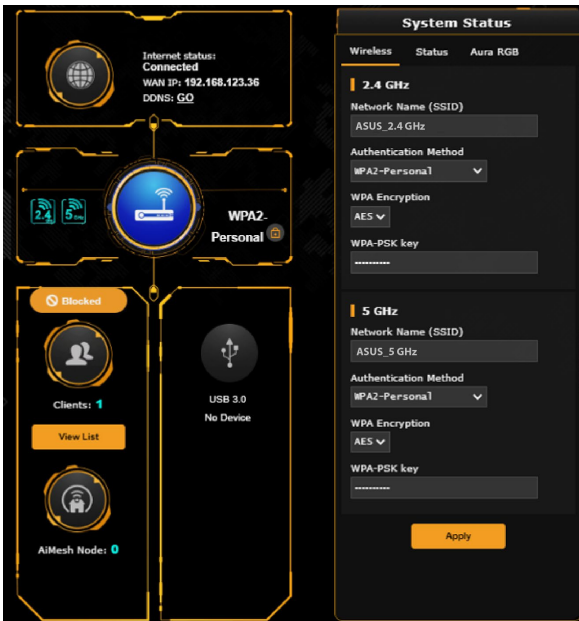 Internet status:
Connected
WAN IP: 192.168.123.36
DDNS: GO
2.4
5 GHz
WPA2-
Personal
Blocked
Clients: 1
View List
AiMesh Node: 0
USB 3.0
No Device
System Status
Wireless Status Aura RGB
2.4 GHz
Network Name (SSID)
ASUS_2.4 GHz
Authentication Method
WPA2-Personal
WPA Encryption
AES
WPA-PSK key
----------
5 GHz
Network Name (SSID)
ASUS_5 GHz
Authentication Method
WPA2-Personal
WPA Encryption
AES
WPA-PSK key
----------
Apply